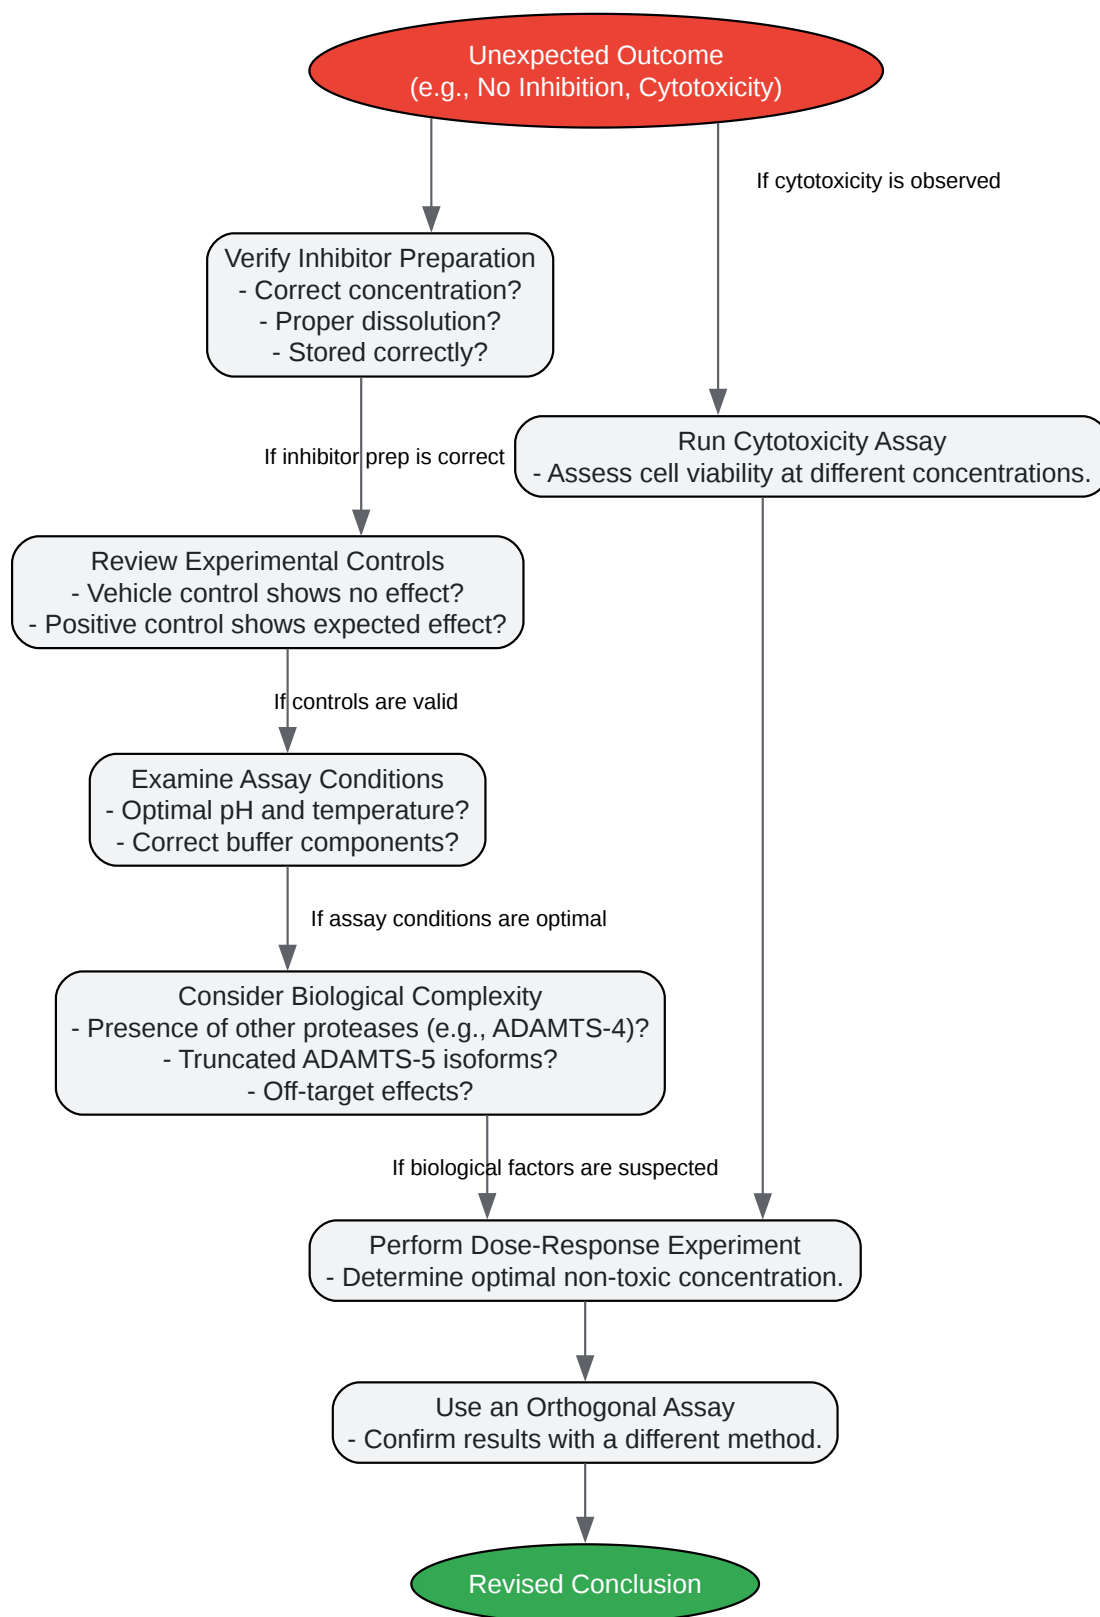 Unexpected Outcome
(e.g., No Inhibition, Cytotoxicity)
If cytotoxicity is observed
Verify Inhibitor Preparation
- Correct concentration?
- Proper dissolution?
- Stored correctly?
If inhibitor prep is correct
Run Cytotoxicity Assay
- Assess cell viability at different concentrations.
Review Experimental Controls
- Vehicle control shows no effect?
- Positive control shows expected effect?
If controls are valid
Examine Assay Conditions
- Optimal pH and temperature?
- Correct buffer components?
If assay conditions are optimal
Consider Biological Complexity
- Presence of other proteases (e.g., ADAMTS-4)?
- Truncated ADAMTS-5 isoforms?
- Off-target effects?
If biological factors are suspected
Perform Dose-Response Experiment
- Determine optimal non-toxic concentration.
Use an Orthogonal Assay
- Confirm results with a different method.
Revised Conclusion